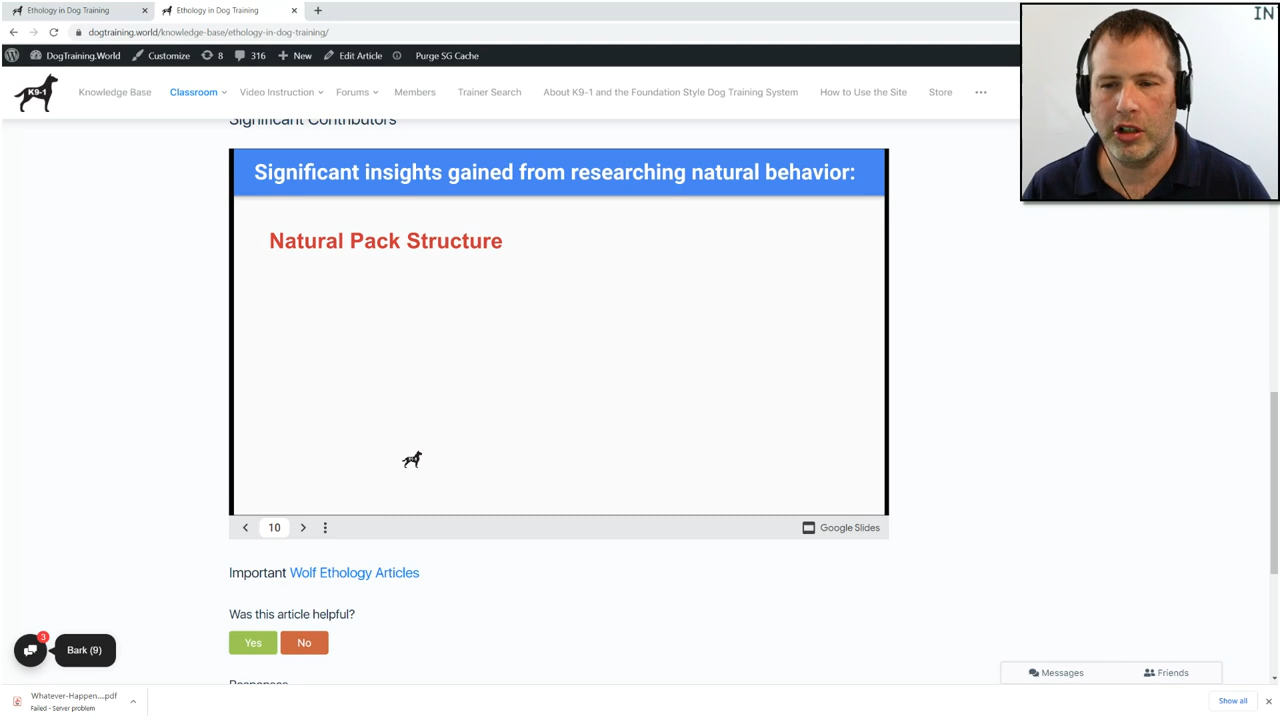 Ethology in Dog Training
Ethology in Dog Training
dogtraining.world/knowledge-base/ethology-in-dog-training/
DogTraining.World Customize 8 316 New Edit Article Purge SG Cache
K9-1
Knowledge Base Classroom Video Instruction Forums Members Trainer Search About K9-1 and the Foundation Style Dog Training System How to Use the Site Store
Significant Contributors
Significant insights gained from researching natural behavior:
Natural Pack Structure
10
Google Slides
Important Wolf Ethology Articles
Was this article helpful?
Yes No
3
Bark (9)
Responses
Messages Friends
Whatever-Happen....pdf
Failed - Server problem
Show all